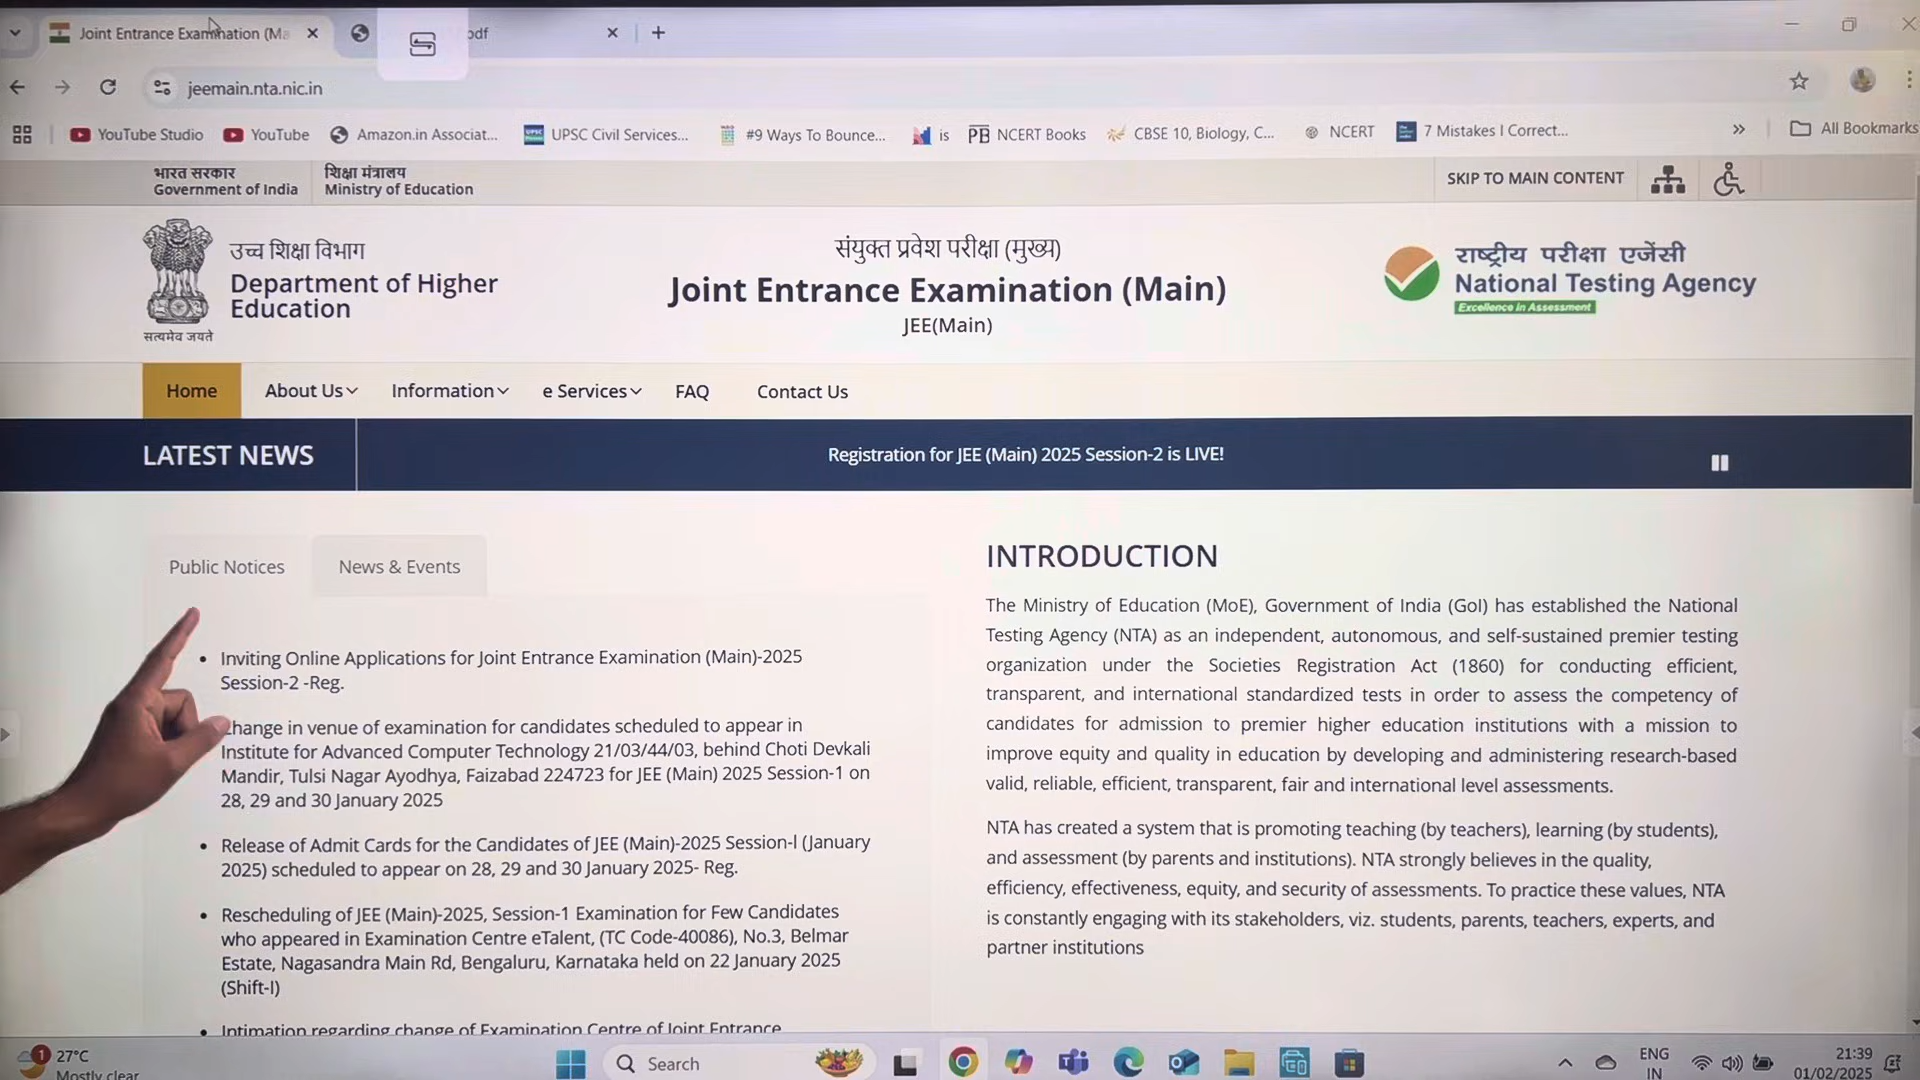 Joint Entrance Examination (Ma
pdf
jeemain.nta.nic.in
YouTube Studio
YouTube
Amazon.in Associat...
UPSC Civil Services...
#9 Ways To Bounce...
is
NCERT Books
CBSE 10, Biology, C...
NCERT
7 Mistakes I Correct...
All Bookmarks
भारत सरकार
Government of India
शिक्षा मंत्रालय
Ministry of Education
SKIP TO MAIN CONTENT
सत्यमेव जयते
उच्च शिक्षा विभाग
Department of Higher
Education
संयुक्त प्रवेश परीक्षा (मुख्य)
Joint Entrance Examination (Main)
JEE(Main)
राष्ट्रीय परीक्षा एजेंसी
National Testing Agency
Excellence in Assessment
Home
About Us
Information
e Services
FAQ
Contact Us
LATEST NEWS
Registration for JEE (Main) 2025 Session-2 is LIVE!
Public Notices
News & Events
Inviting Online Applications for Joint Entrance Examination (Main)-2025
Session-2 -Reg.
Change in venue of examination for candidates scheduled to appear in
Institute for Advanced Computer Technology 21/03/44/03, behind Choti Devkali
Mandir, Tulsi Nagar Ayodhya, Faizabad 224723 for JEE (Main) 2025 Session-1 on
28, 29 and 30 January 2025
Release of Admit Cards for the Candidates of JEE (Main)-2025 Session-I (January
2025) scheduled to appear on 28, 29 and 30 January 2025- Reg.
Rescheduling of JEE (Main)-2025, Session-1 Examination for Few Candidates
who appeared in Examination Centre eTalent, (TC Code-40086), No.3, Belmar
Estate, Nagasandra Main Rd, Bengaluru, Karnataka held on 22 January 2025
(Shift-I)
Intimation regarding change of Examination Centre of Joint Entrance
INTRODUCTION
The Ministry of Education (MoE), Government of India (GoI) has established the National
Testing Agency (NTA) as an independent, autonomous, and self-sustained premier testing
organization under the Societies Registration Act (1860) for conducting efficient,
transparent, and international standardized tests in order to assess the competency of
candidates for admission to premier higher education institutions with a mission to
improve equity and quality in education by developing and administering research-based
valid, reliable, efficient, transparent, fair and international level assessments.
NTA has created a system that is promoting teaching (by teachers), learning (by students),
and assessment (by parents and institutions). NTA strongly believes in the quality,
efficiency, effectiveness, equity, and security of assessments. To practice these values, NTA
is constantly engaging with its stakeholders, viz. students, parents, teachers, experts, and
partner institutions
1
27°C
Mostly clear
Search
ENG
IN
21:39
01/02/2025